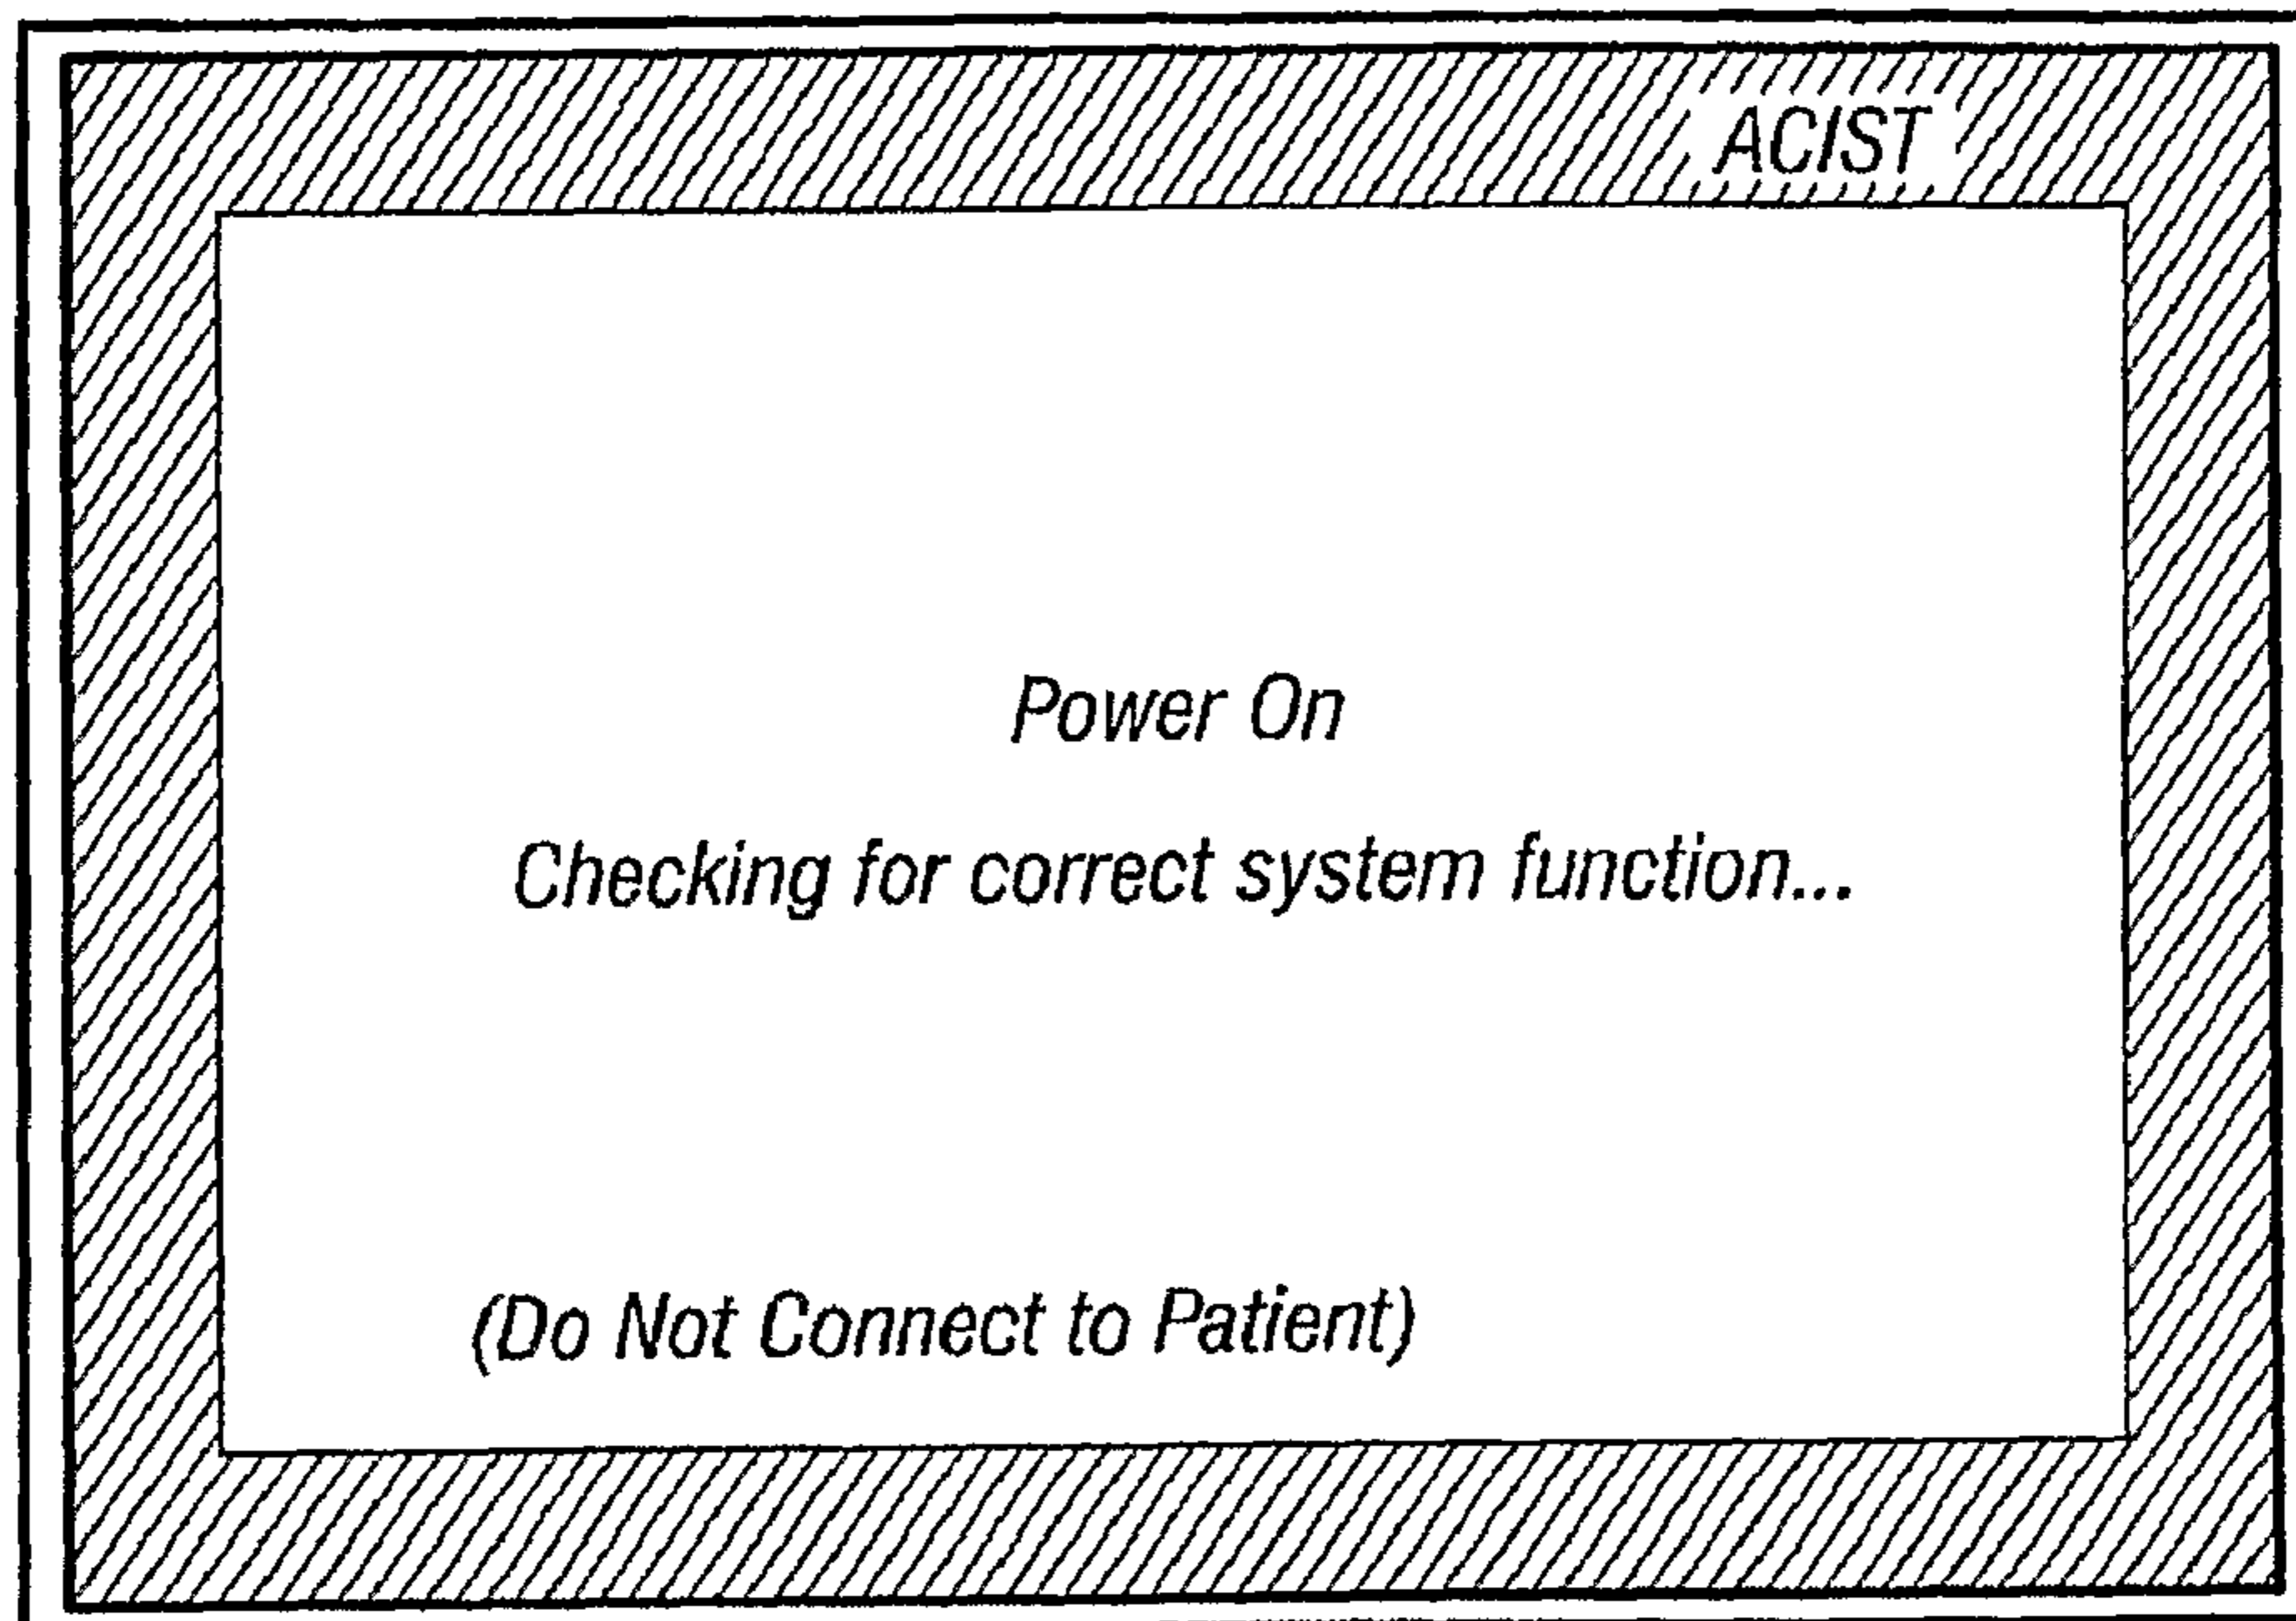 ACIST
Power On
Checking for correct system function...
(Do Not Connect to Patient)